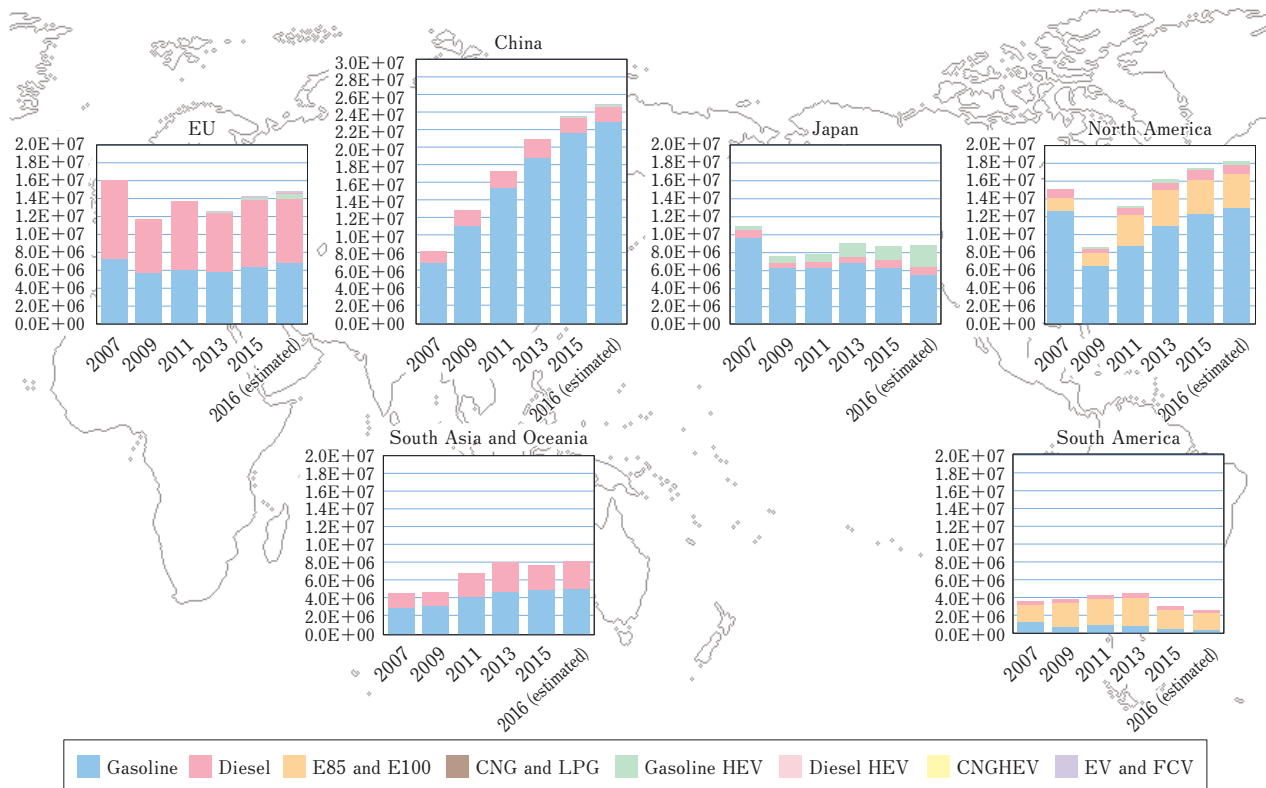 China
3.0E+07
2.8E+07
2.6E+07
2.4E+07
2.2E+07
2.0E+07
1.8E+07
1.6E+07
1.4E+07
1.2E+07
1.0E+07
8.0E+06
6.0E+06
4.0E+06
2.0E+06
0.0E+00
2007
2009
2011
2013
2015
2016 (estimated)
EU
2.0E+07
1.8E+07
1.6E+07
1.4E+07
1.2E+07
1.0E+07
8.0E+06
6.0E+06
4.0E+06
2.0E+06
0.0E+00
2007
2009
2011
2013
2015
2016 (estimated)
Japan
2.0E+07
1.8E+07
1.6E+07
1.4E+07
1.2E+07
1.0E+07
8.0E+06
6.0E+06
4.0E+06
2.0E+06
0.0E+00
2007
2009
2011
2013
2015
2016 (estimated)
North America
2.0E+07
1.8E+07
1.6E+07
1.4E+07
1.2E+07
1.0E+07
8.0E+06
6.0E+06
4.0E+06
2.0E+06
0.0E+00
2007
2009
2011
2013
2015
2016 (estimated)
South Asia and Oceania
2.0E+07
1.8E+07
1.6E+07
1.4E+07
1.2E+07
1.0E+07
8.0E+06
6.0E+06
4.0E+06
2.0E+06
0.0E+00
2007
2009
2011
2013
2015
2016 (estimated)
South America
2.0E+07
1.8E+07
1.6E+07
1.4E+07
1.2E+07
1.0E+07
8.0E+06
6.0E+06
4.0E+06
2.0E+06
0.0E+00
2007
2009
2011
2013
2015
2016 (estimated)
Gasoline Diesel E85 and E100 CNG and LPG Gasoline HEV Diesel HEV CNGHEV EV and FCV